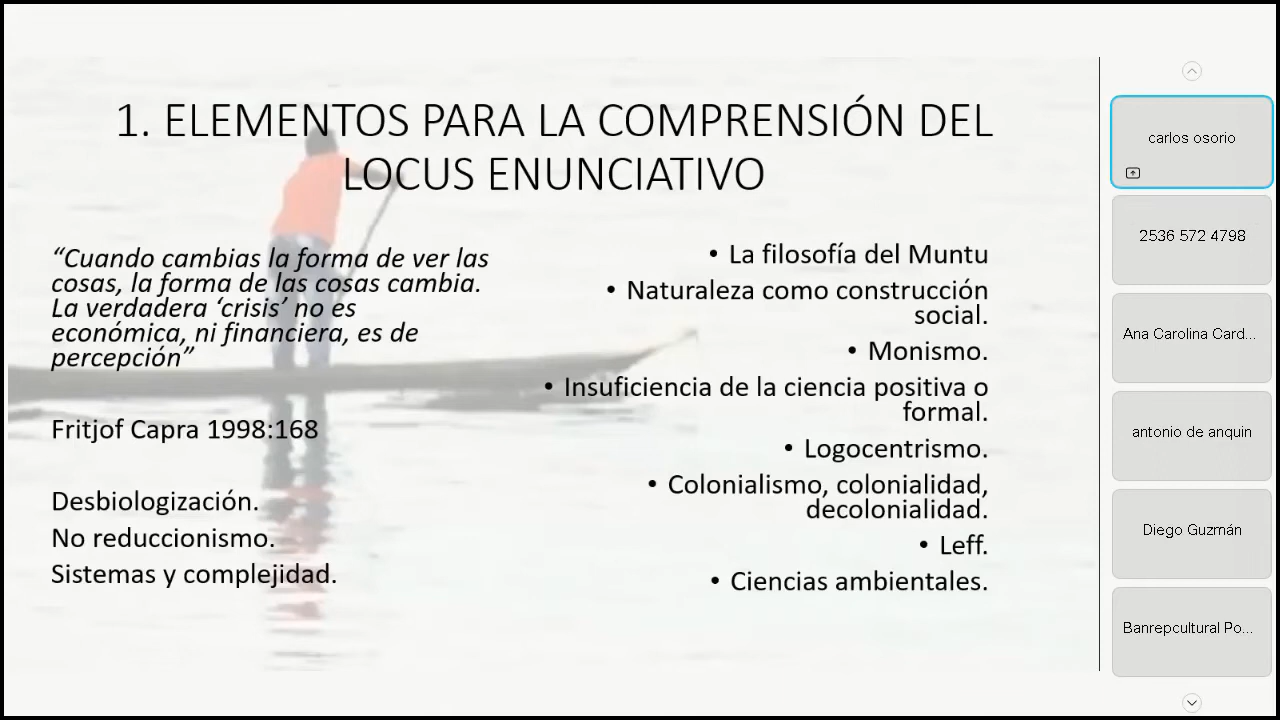 1. ELEMENTOS PARA LA COMPRENSIÓN DEL
LOCUS ENUNCIATIVO
“Cuando cambias la forma de ver las
cosas, la forma de las cosas cambia.
La verdadera ‘crisis’ no es
económica, ni financiera, es de
percepción”
Fritjof Capra 1998:168
Desbiologización.
No reduccionismo.
Sistemas y complejidad.
• La filosofía del Muntu
• Naturaleza como construcción
social.
• Monismo.
• Insuficiencia de la ciencia positiva o
formal.
• Logocentrismo.
• Colonialismo, colonialidad,
decolonialidad.
• Leff.
• Ciencias ambientales.
carlos osorio
2536 572 4798
Ana Carolina Card...
antonio de anquin
Diego Guzmán
Banrepcultural Po...